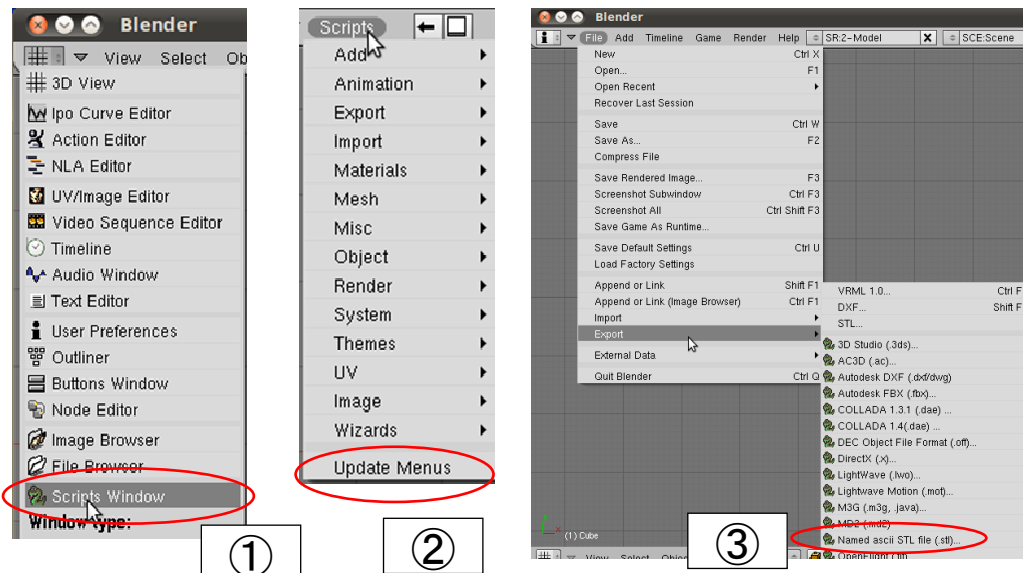 Blender
View Select Ob
3D View
Ipo Curve Editor
Action Editor
NLA Editor
UV/Image Editor
Video Sequence Editor
Timeline
Audio Window
Text Editor
User Preferences
Outliner
Buttons Window
Node Editor
Image Browser
File Browser
Scripts Window
Window type:
①
Scripts
Add
Animation
Export
Import
Materials
Mesh
Misc
Object
Render
System
Themes
UV
Image
Wizards
Update Menus
②
Blender
File Add Timeline Game Render Help SR:2-Model X SCE:Scene
New Ctrl X
Open... F1
Open Recent
Recover Last Session
Save Ctrl W
Save As... F2
Compress File
Save Rendered Image... F3
Screenshot Subwindow Ctrl F3
Screenshot All Ctrl Shift F3
Save Game As Runtime...
Save Default Settings Ctrl U
Load Factory Settings
Append or Link Shift F1
Append or Link (Image Browser) Ctrl F1
Import
Export
External Data
Quit Blender Ctrl Q
VRML 1.0... Ctrl F
DXF... Shift F
STL...
3D Studio (.3ds)...
AC3D (.ac)...
Autodesk DXF (.dxf/dwg)
Autodesk FBX (.fbx)...
COLLADA 1.3.1 (.dae) ...
COLLADA 1.4(.dae) ...
DEC Object File Format (.off)...
DirectX (.x)...
LightWave (.lwo)...
Lightwave Motion (.mot)...
M3G (.m3g, .java)...
MD2 (.md2)
Named ascii STL file (.stl)...
OpenFlight (.flt)
(1) Cube
View Select Objec
③